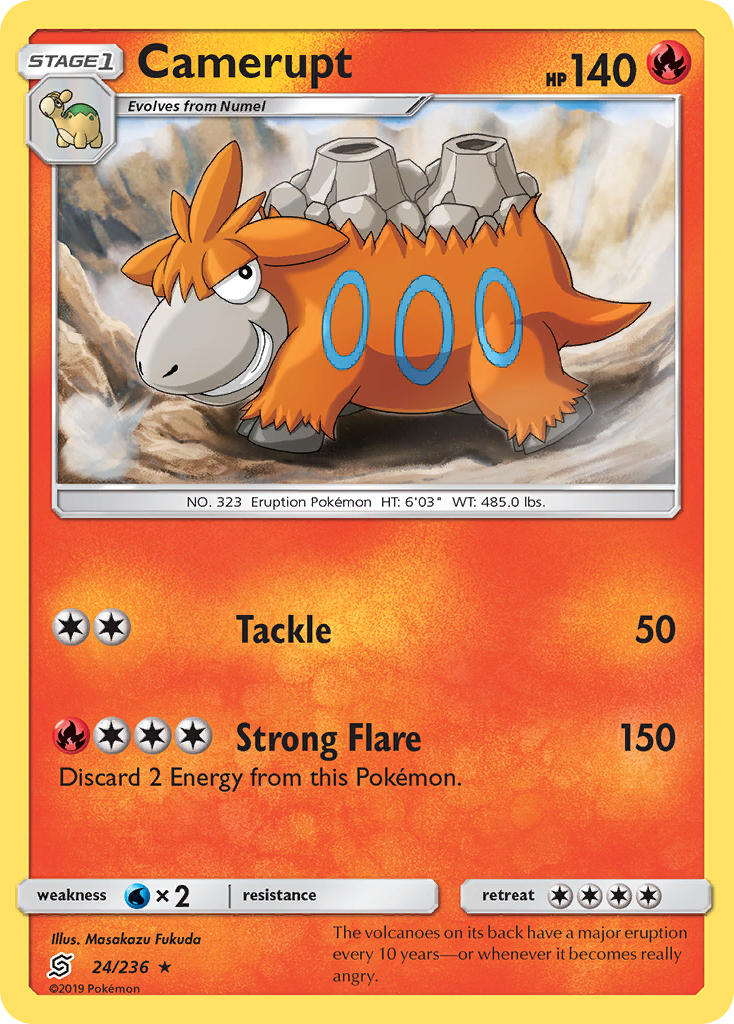 STAGE1
Camerupt
HP 140
Evolves from Numel
NO. 323 Eruption Pokémon HT: 6'03" WT: 485.0 lbs.
Tackle 50
Strong Flare 150
Discard 2 Energy from this Pokémon.
weakness ×2 resistance retreat
Illus. Masakazu Fukuda
24/236 ★
©2019 Pokémon
The volcanoes on its back have a major eruption
every 10 years—or whenever it becomes really
angry.